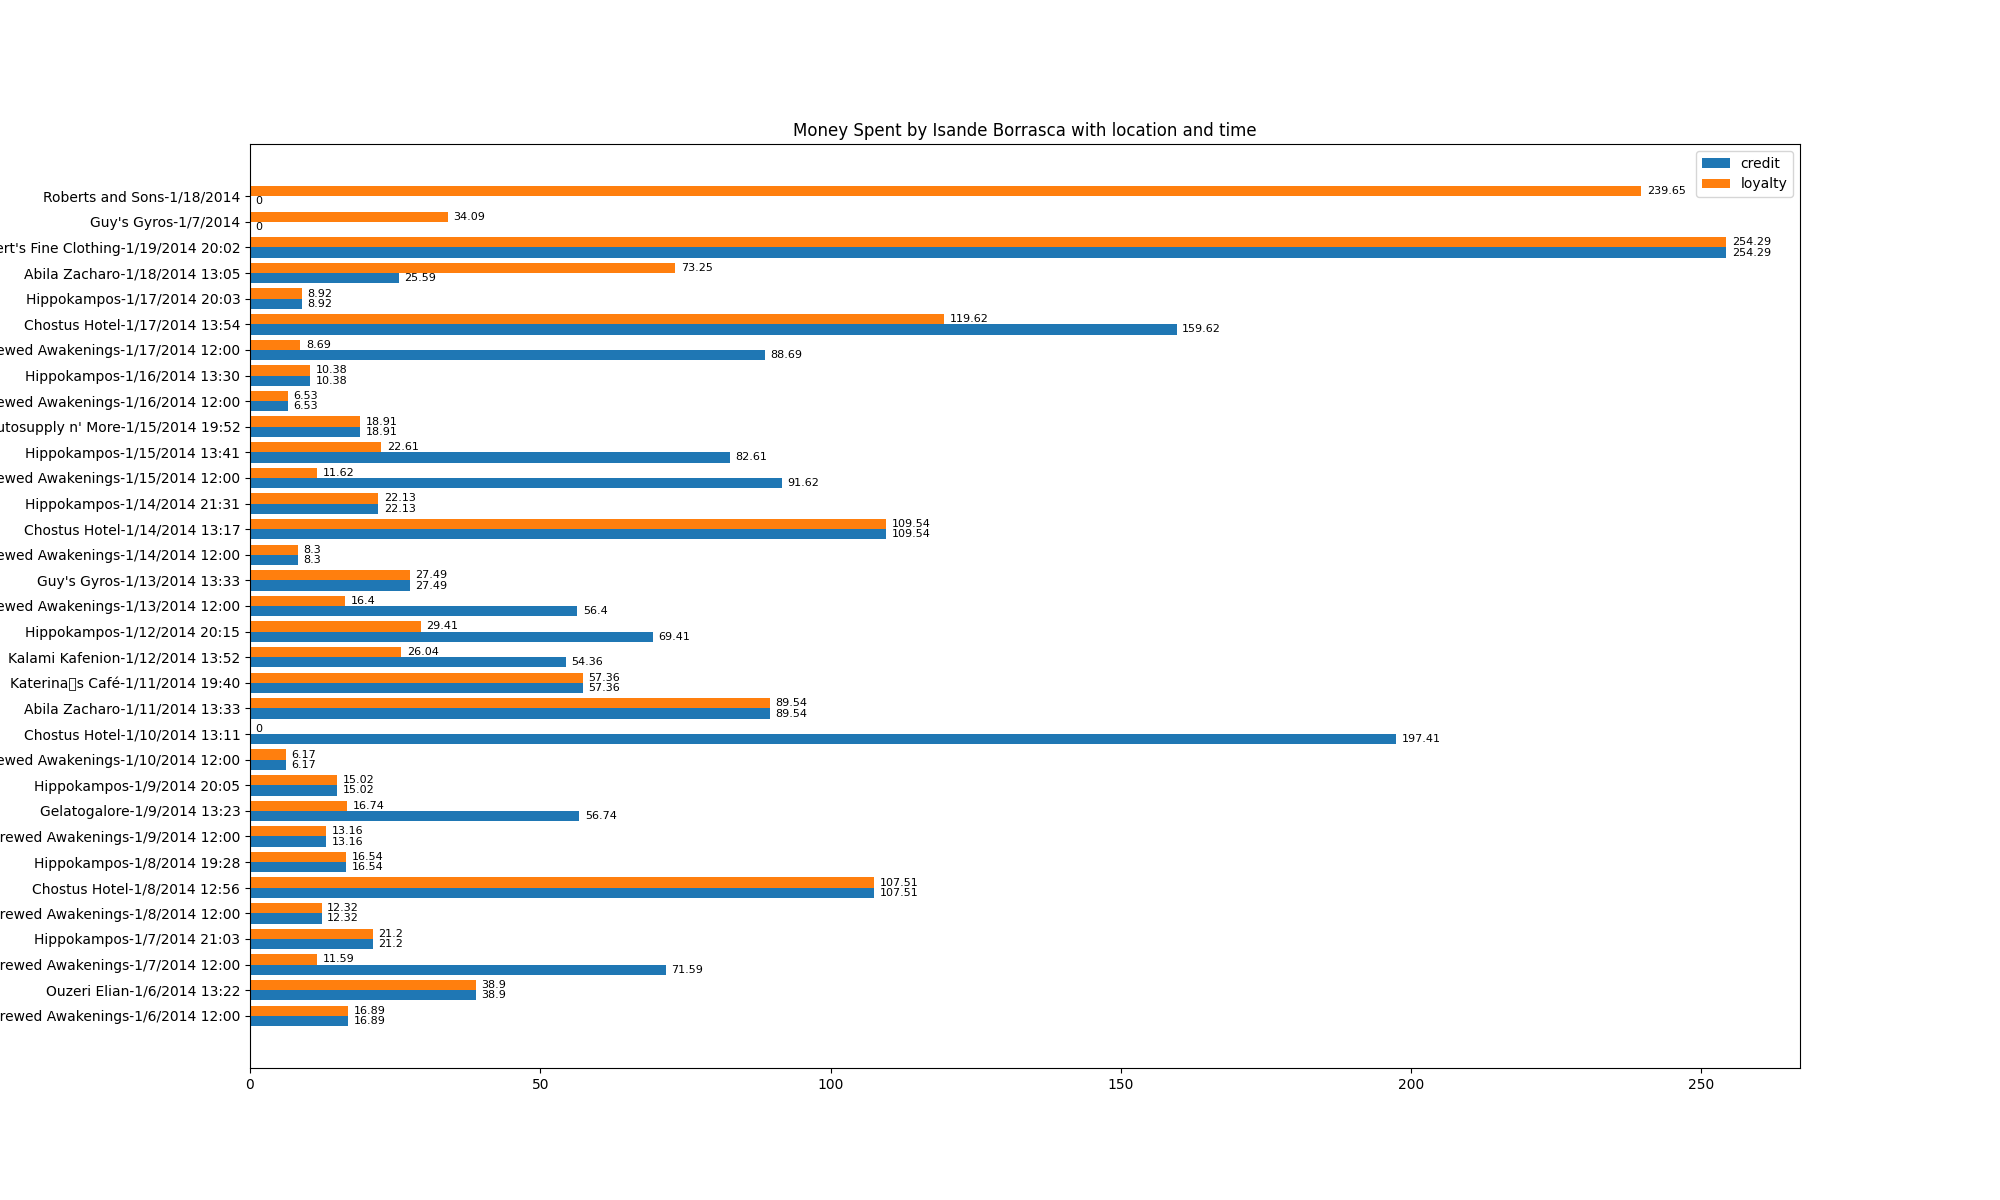 Money Spent by Isande Borrasca with location and time
credit
loyalty
Roberts and Sons-1/18/2014
239.65
0
Guy's Gyros-1/7/2014
34.09
0
ert's Fine Clothing-1/19/2014 20:02
254.29
254.29
Abila Zacharo-1/18/2014 13:05
73.25
25.59
Hippokampos-1/17/2014 20:03
8.92
8.92
Chostus Hotel-1/17/2014 13:54
119.62
159.62
ewed Awakenings-1/17/2014 12:00
8.69
88.69
Hippokampos-1/16/2014 13:30
10.38
10.38
ewed Awakenings-1/16/2014 12:00
6.53
6.53
utosupply n' More-1/15/2014 19:52
18.91
18.91
Hippokampos-1/15/2014 13:41
22.61
82.61
ewed Awakenings-1/15/2014 12:00
11.62
91.62
Hippokampos-1/14/2014 21:31
22.13
22.13
Chostus Hotel-1/14/2014 13:17
109.54
109.54
ewed Awakenings-1/14/2014 12:00
8.3
8.3
Guy's Gyros-1/13/2014 13:33
27.49
27.49
ewed Awakenings-1/13/2014 12:00
16.4
56.4
Hippokampos-1/12/2014 20:15
29.41
69.41
Kalami Kafenion-1/12/2014 13:52
26.04
54.36
Katerina▯s Café-1/11/2014 19:40
57.36
57.36
Abila Zacharo-1/11/2014 13:33
89.54
89.54
Chostus Hotel-1/10/2014 13:11
0
197.41
ewed Awakenings-1/10/2014 12:00
6.17
6.17
Hippokampos-1/9/2014 20:05
15.02
15.02
Gelatogalore-1/9/2014 13:23
16.74
56.74
rewed Awakenings-1/9/2014 12:00
13.16
13.16
Hippokampos-1/8/2014 19:28
16.54
16.54
Chostus Hotel-1/8/2014 12:56
107.51
107.51
rewed Awakenings-1/8/2014 12:00
12.32
12.32
Hippokampos-1/7/2014 21:03
21.2
21.2
rewed Awakenings-1/7/2014 12:00
11.59
71.59
Ouzeri Elian-1/6/2014 13:22
38.9
38.9
rewed Awakenings-1/6/2014 12:00
16.89
16.89
0
50
100
150
200
250